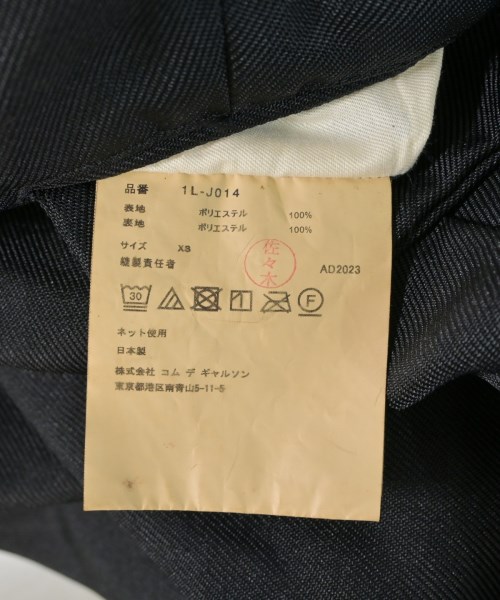 品番 1L-J014
表地 ポリエステル 100%
裏地 ポリエステル 100%
サイズ XS
縫製責任者
佐々木
AD2023
30
F
ネット使用
日本製
株式会社 コム デ ギャルソン
東京都港区南青山5-11-5